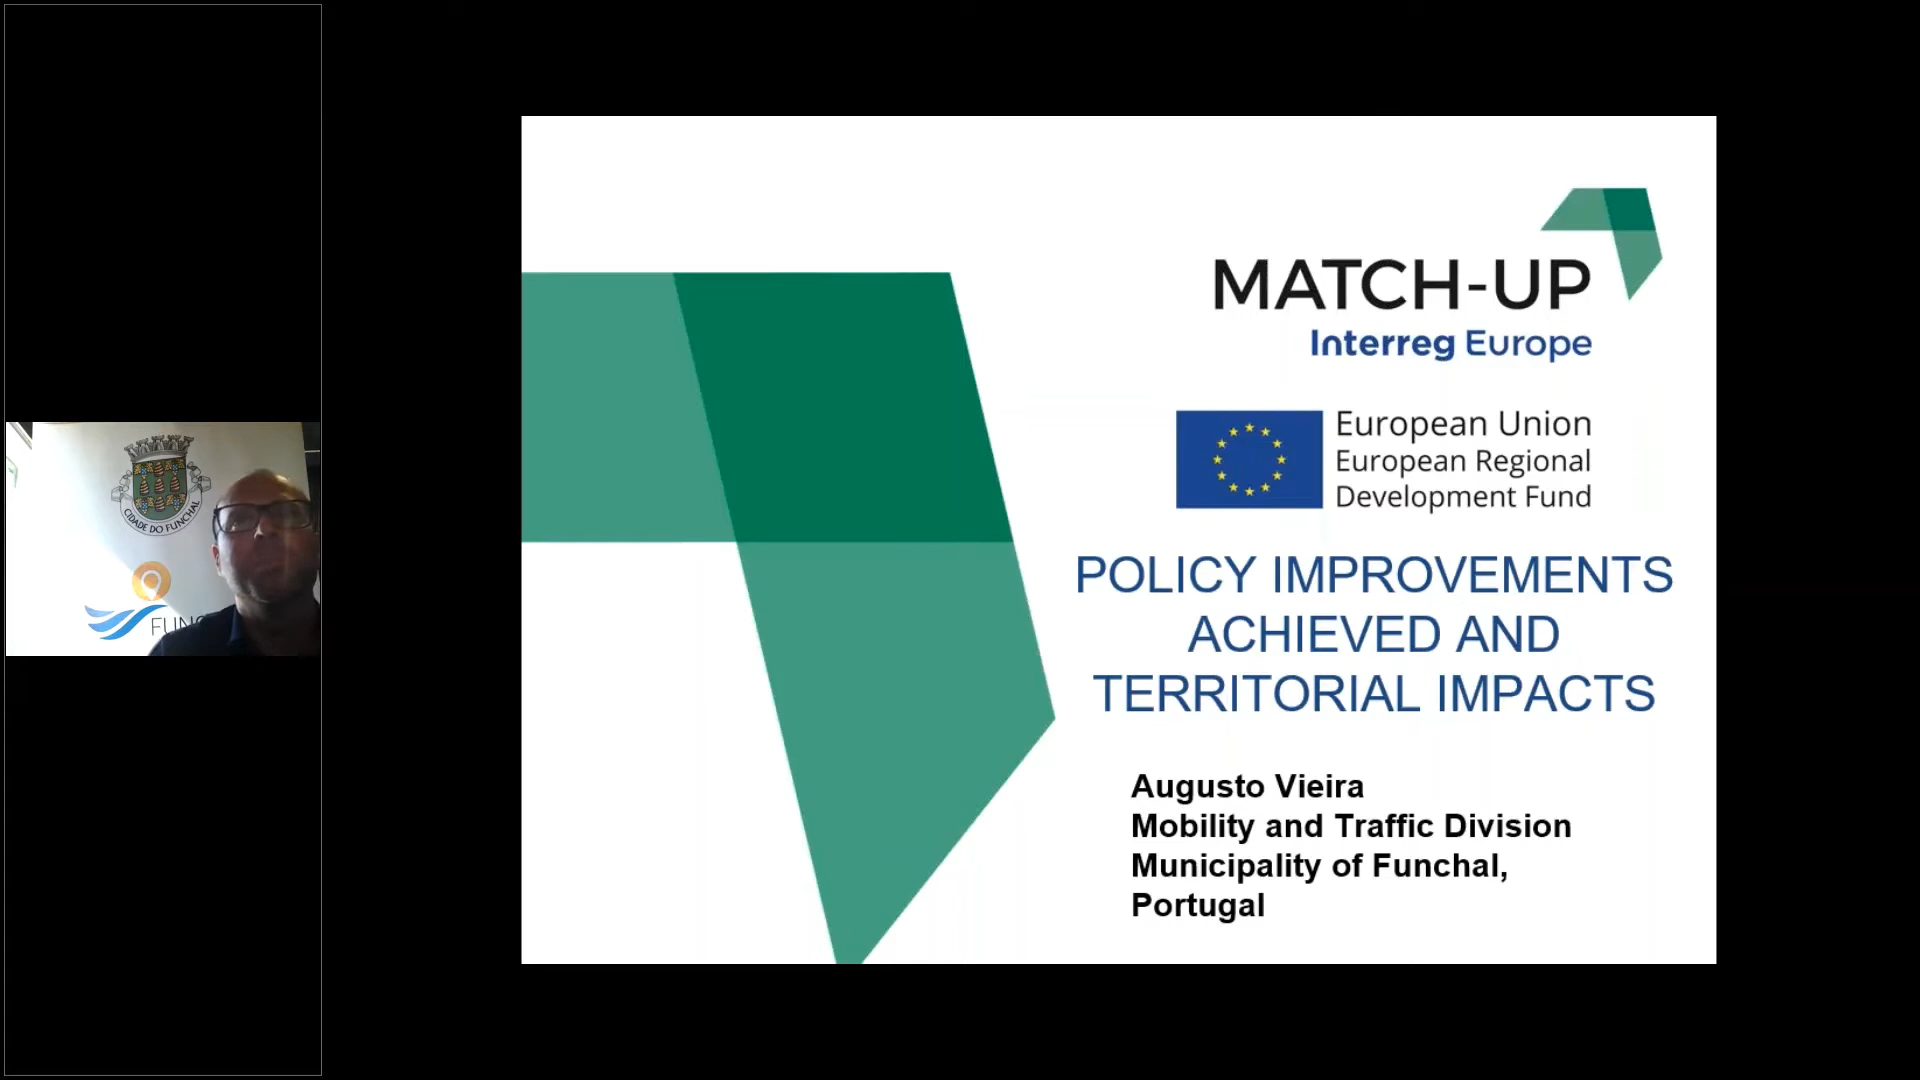 CIDADE DO FUNCHAL
MATCH-UP
Interreg Europe
European Union
European Regional
Development Fund
POLICY IMPROVEMENTS
ACHIEVED AND
TERRITORIAL IMPACTS
Augusto Vieira
Mobility and Traffic Division
Municipality of Funchal,
Portugal